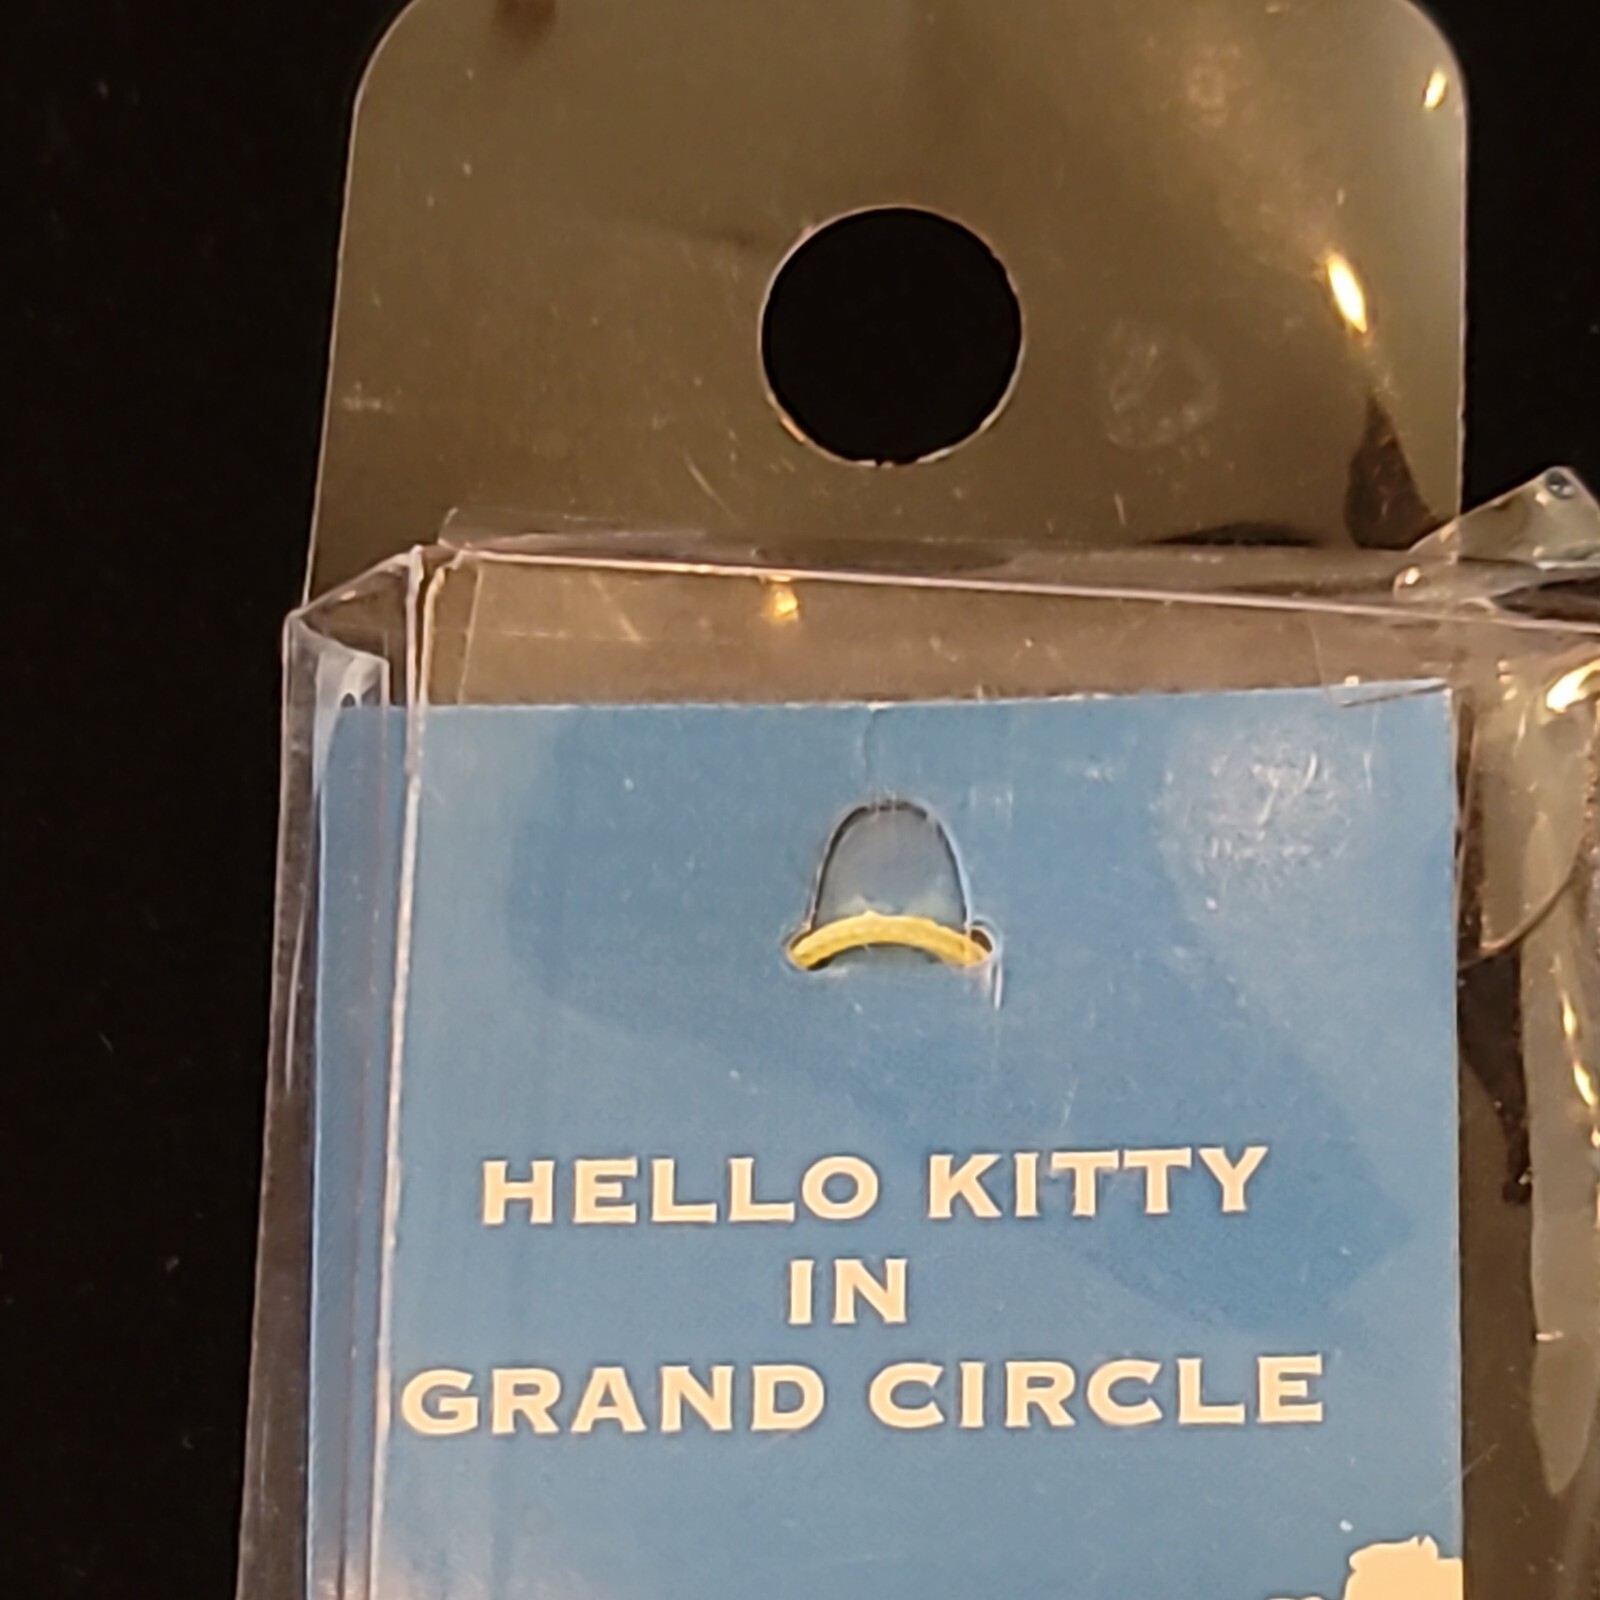 HELLO KITTY
IN
GRAND CIRCLE